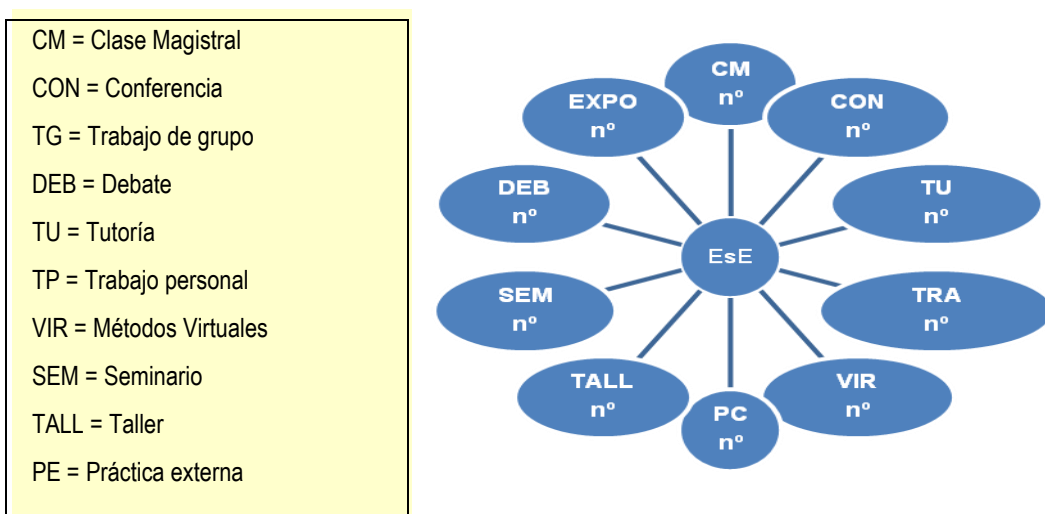 CM = Clase Magistral
CON = Conferencia
TG = Trabajo de grupo
DEB = Debate
TU = Tutoría
TP = Trabajo personal
VIR = Métodos Virtuales
SEM = Seminario
TALL = Taller
PE = Práctica externa
CM
nº
CON
nº
TU
nº
TRA
nº
VIR
nº
PC
nº
TALL
nº
SEM
nº
DEB
nº
EXPO
nº
EsE